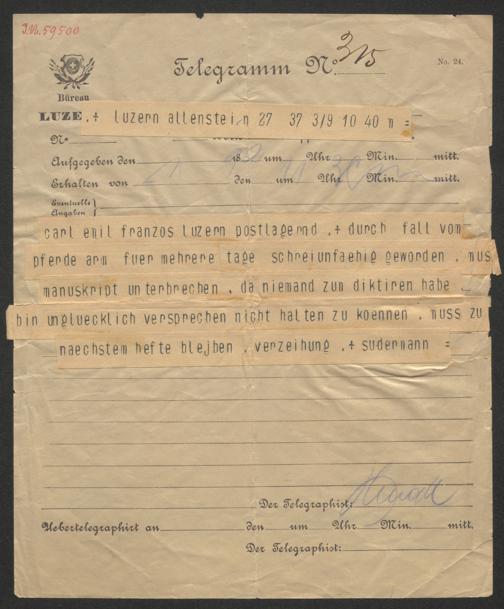 J.N. 59500
Telegramm No 315
No. 24.
Büreau
LUZE
.+ luzern allenstein 27 37 3/9 10 40 m =
No
Aufgegeben den 18 um Uhr Min. mitt.
Erhalten von den um Uhr Min. mitt.
Eventuelle
Angaben
carl emil franzos luzern postlagernd .+ durch fall vom
pferde arm fuer mehrere tage schreiunfaehig geworden . mus
manuskript unterbrechen . da niemand zum diktiren habe
bin ungluecklich versprechen nicht halten zu koennen . muss zu
naechstem hefte blejben . verzeihung .+ sudermann =
Der Telegraphist:
Uebertelegraphirt an den um Uhr Min. mitt.
Der Telegraphist: